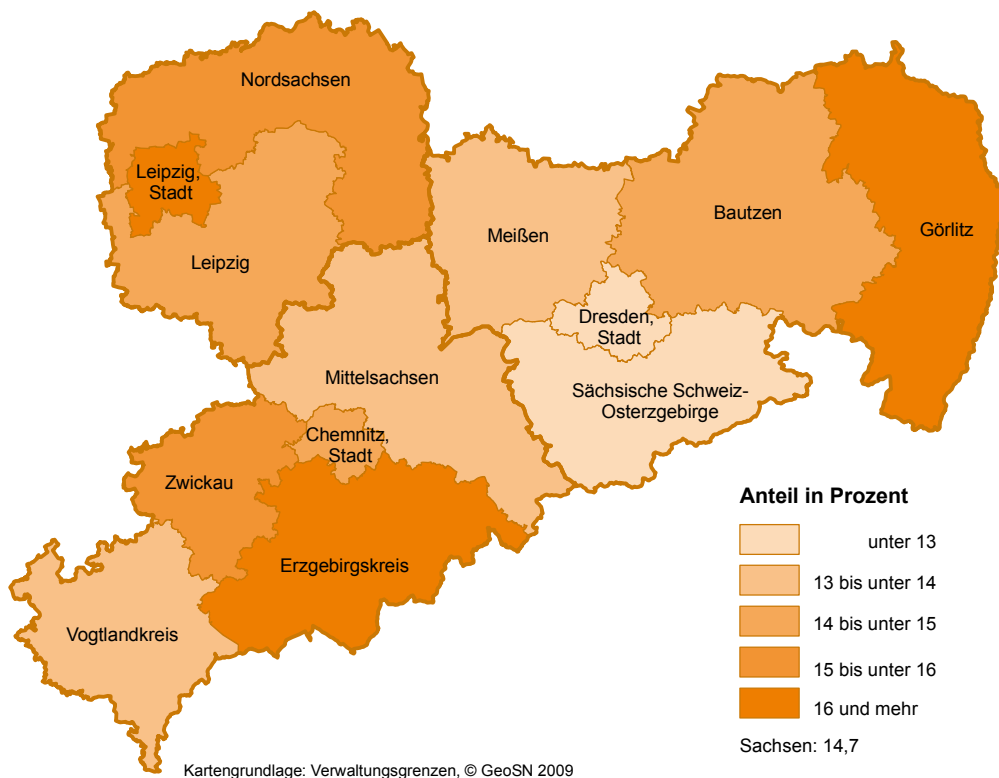 Nordsachsen
Leipzig,
Stadt
Leipzig
Meißen
Bautzen
Görlitz
Dresden,
Stadt
Mittelsachsen
Sächsische Schweiz-
Osterzgebirge
Chemnitz,
Stadt
Zwickau
Erzgebirgskreis
Vogtlandkreis
Anteil in Prozent
unter 13
13 bis unter 14
14 bis unter 15
15 bis unter 16
16 und mehr
Sachsen: 14,7
Kartengrundlage: Verwaltungsgrenzen, © GeoSN 2009